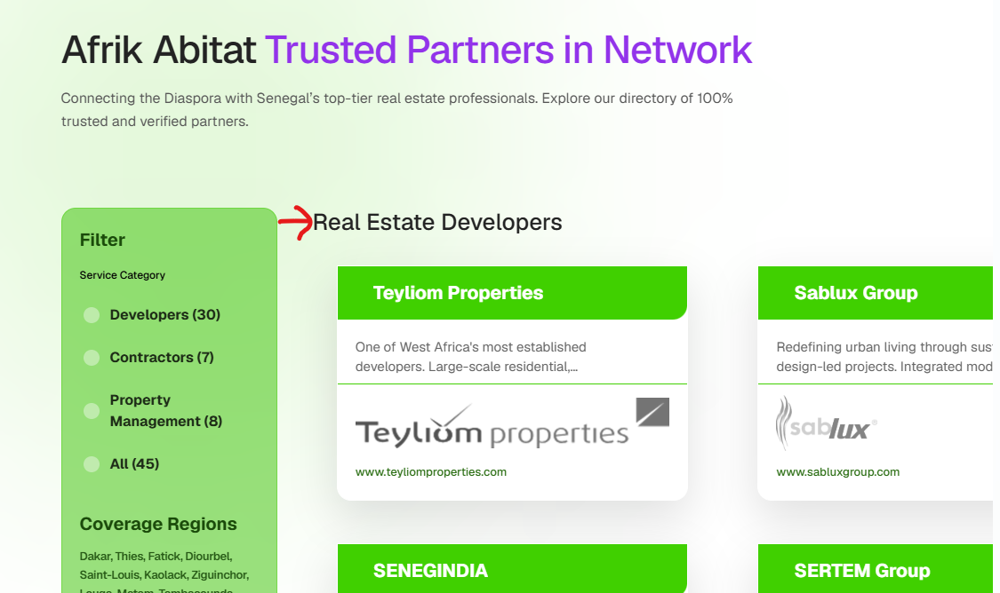 Afrik Abitat Trusted Partners in Network
Connecting the Diaspora with Senegal's top-tier real estate professionals. Explore our directory of 100%
trusted and verified partners.
Filter
Service Category
Developers (30)
Contractors (7)
Property
Management (8)
All (45)
Coverage Regions
Dakar, Thies, Fatick, Diourbel,
Saint-Louis, Kaolack, Ziguinchor,
Real Estate Developers
Teyliom Properties
One of West Africa's most established
developers. Large-scale residential,...
Teyliom properties
www.teyliomproperties.com
Sablux Group
Redefining urban living through sus
design-led projects. Integrated mod
sablux®
www.sabluxgroup.com
SENEGINDIA
SERTEM Group